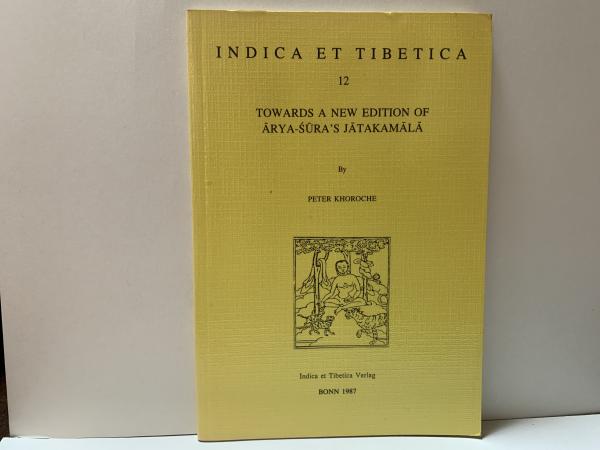 INDICA ET TIBETICA
12
TOWARDS A NEW EDITION OF
ĀRYA-ŚŪRA'S JĀTAKAMĀLĀ
By
PETER KHOROCHE
Indica et Tibetica Verlag
BONN 1987